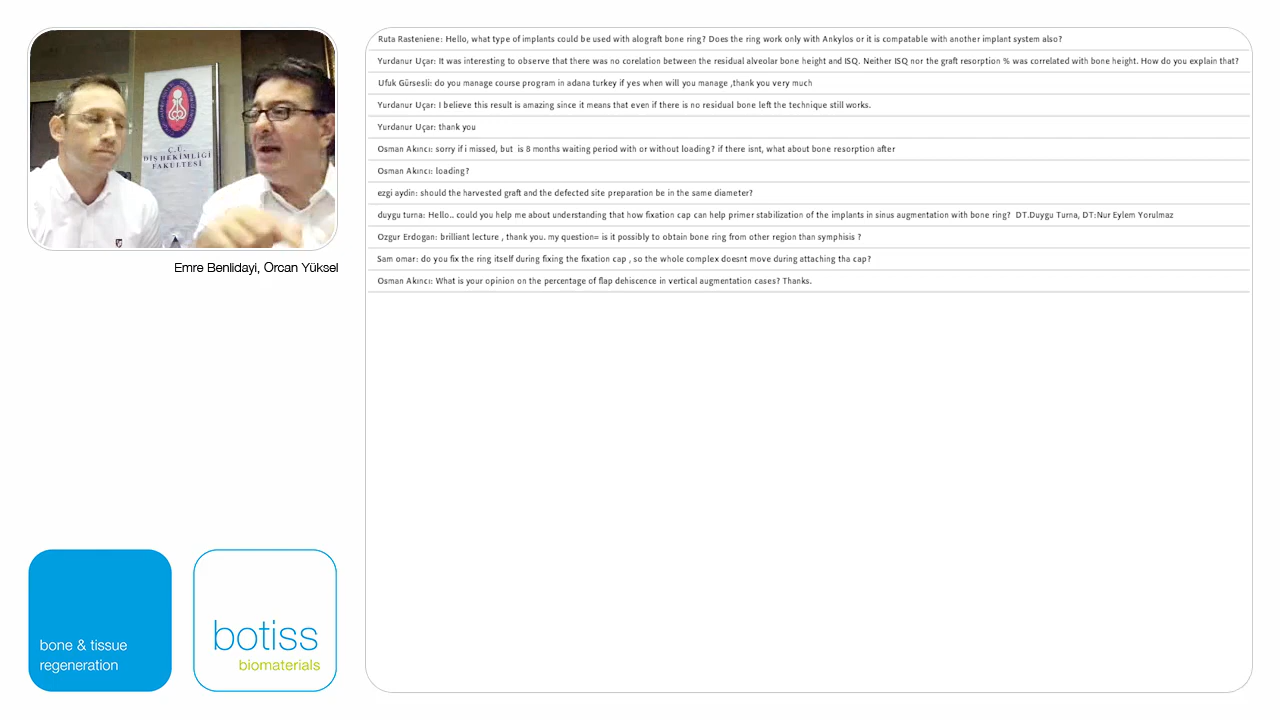 C.Ü.
DİŞ HEKİMLİĞİ
FAKÜLTESİ
Emre Benlidayi, Orcan Yüksel
bone & tissue
regeneration
botiss
biomaterials
Ruta Rasteniene: Hello, what type of implants could be used with alograft bone ring? Does the ring work only with Ankylos or it is compatable with another implant system also?
Yurdanur Uçar: It was interesting to observe that there was no corelation between the residual alveolar bone height and ISQ. Neither ISQ nor the graft resorption % was correlated with bone height. How do you explain that?
Ufuk Gürsesli: do you manage course program in adana turkey if yes when will you manage ,thank you very much
Yurdanur Uçar: I believe this result is amazing since it means that even if there is no residual bone left the technique still works.
Yurdanur Uçar: thank you
Osman Akıncı: sorry if i missed, but is 8 months waiting period with or without loading? if there isnt, what about bone resorption after
Osman Akıncı: loading?
ezgi aydin: should the harvested graft and the defected site preparation be in the same diameter?
duygu turna: Hello.. could you help me about understanding that how fixation cap can help primer stabilization of the implants in sinus augmentation with bone ring? DT.Duygu Turna, DT:Nur Eylem Yorulmaz
Ozgur Erdogan: brilliant lecture , thank you. my question= is it possibly to obtain bone ring from other region than symphisis ?
Sam omar: do you fix the ring itself during fixing the fixation cap , so the whole complex doesnt move during attaching tha cap?
Osman Akıncı: What is your opinion on the percentage of flap dehiscence in vertical augmentation cases? Thanks.